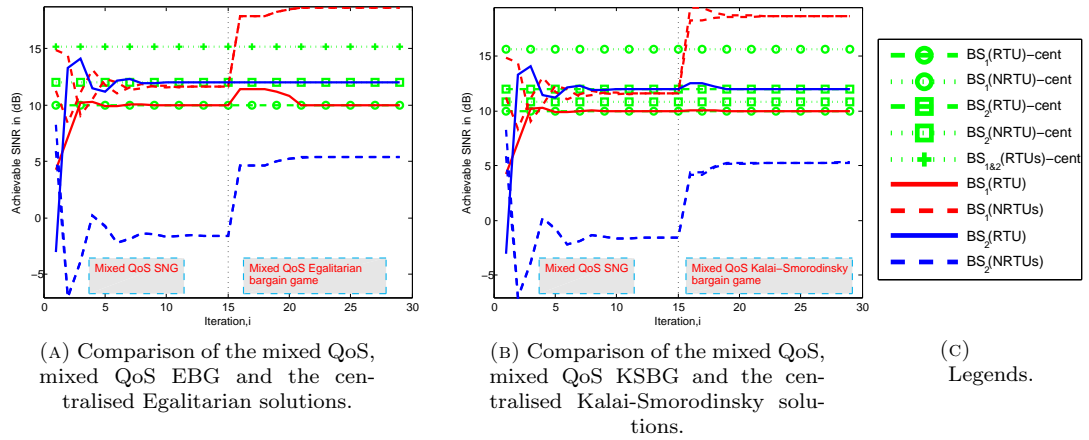 Achievable SINR in (dB)
15
10
5
0
−5
0 5 10 15 20 25 30
Iteration,i
Mixed QoS SNG
Mixed QoS Egalitarian
bargain game
Achievable SINR in (dB)
15
10
5
0
−5
0 5 10 15 20 25 30
Iteration,i
Mixed QoS SNG
Mixed QoS Kalai−Smorodinsky
bargain game
BS1(RTU)−cent
BS1(NRTU)−cent
BS2(RTU)−cent
BS2(NRTU)−cent
BS1&2(RTUs)−cent
BS1(RTU)
BS1(NRTUs)
BS2(RTU)
BS2(NRTUs)
(A) Comparison of the mixed QoS,
mixed QoS EBG and the cen-
tralised Egalitarian solutions.
(B) Comparison of the mixed QoS,
mixed QoS KSBG and the cen-
tralised Kalai-Smorodinsky solu-
tions.
(C)
Legends.